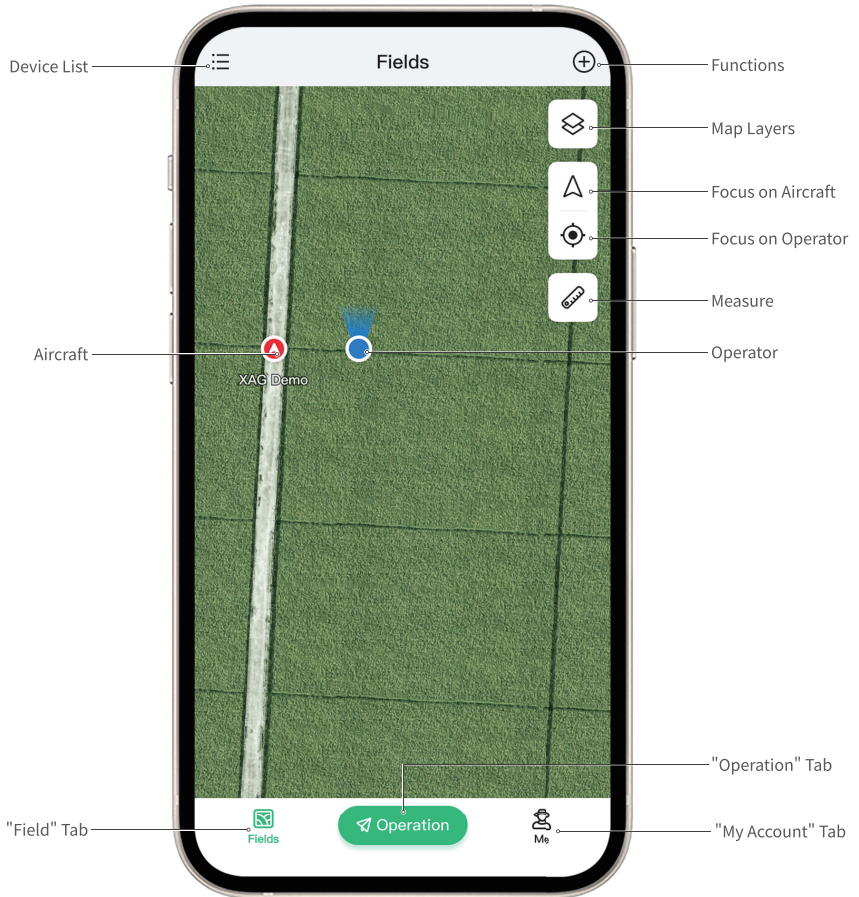 Device List
Fields
Functions
Map Layers
Focus on Aircraft
Focus on Operator
Measure
Aircraft
Operator
XAG Demo
"Operation" Tab
"Field" Tab
Fields
Operation
Me
"My Account" Tab